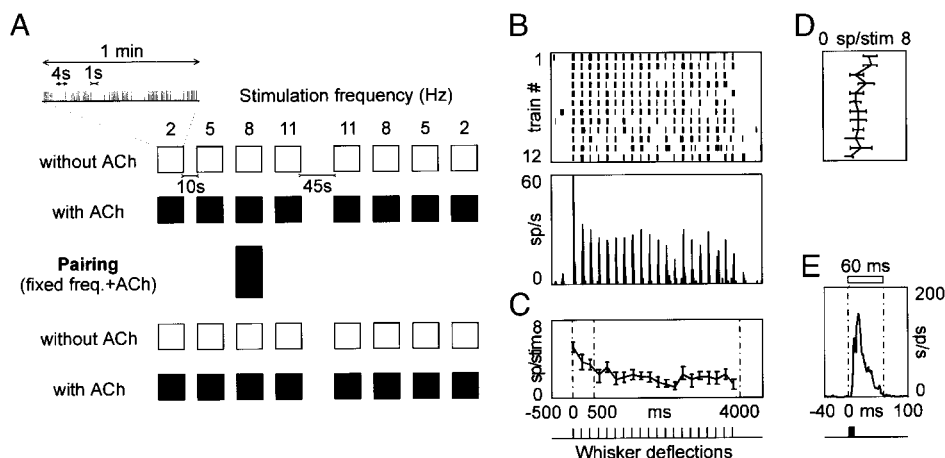 A
1 min
4s 1s
Stimulation frequency (Hz)
2 5 8 11 11 8 5 2
without ACh
10s 45s
with ACh
Pairing
(fixed freq.+ACh)
without ACh
with ACh
B
1
train #
12
60
sp/s
0
C
8
sp/stim
0
-500 0 500 ms 4000
Whisker deflections
D
0 sp/stim 8
E
60 ms
200
sp/s
0
-40 0 ms 100